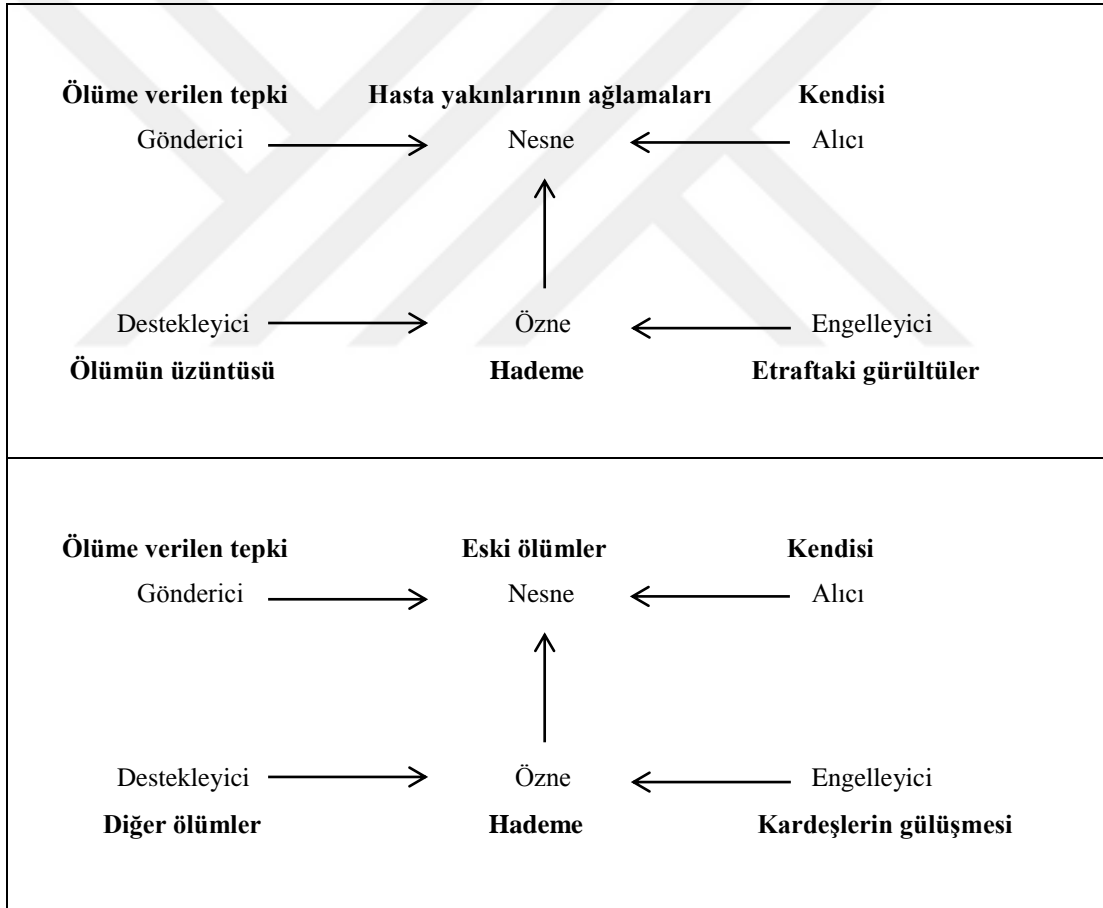 Ölüme verilen tepki Hasta yakınlarının ağlamaları Kendisi
Gönderici Nesne Alıcı
Destekleyici Özne Engelleyici
Ölümün üzüntüsü Hademe Etraftaki gürültüler
Ölüme verilen tepki Eski ölümler Kendisi
Gönderici Nesne Alıcı
Destekleyici Özne Engelleyici
Diğer ölümler Hademe Kardeşlerin gülüşmesi